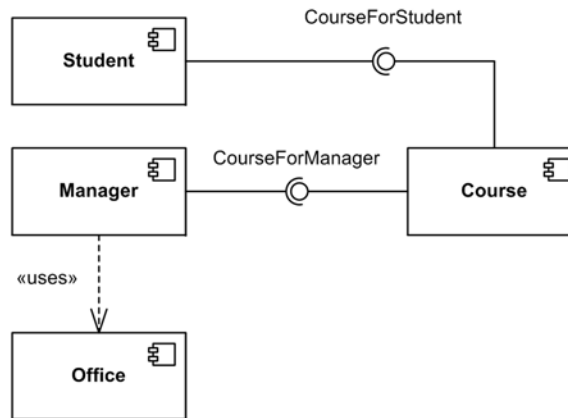 CourseForStudent
Student
CourseForManager
Manager
Course
«uses»
Office